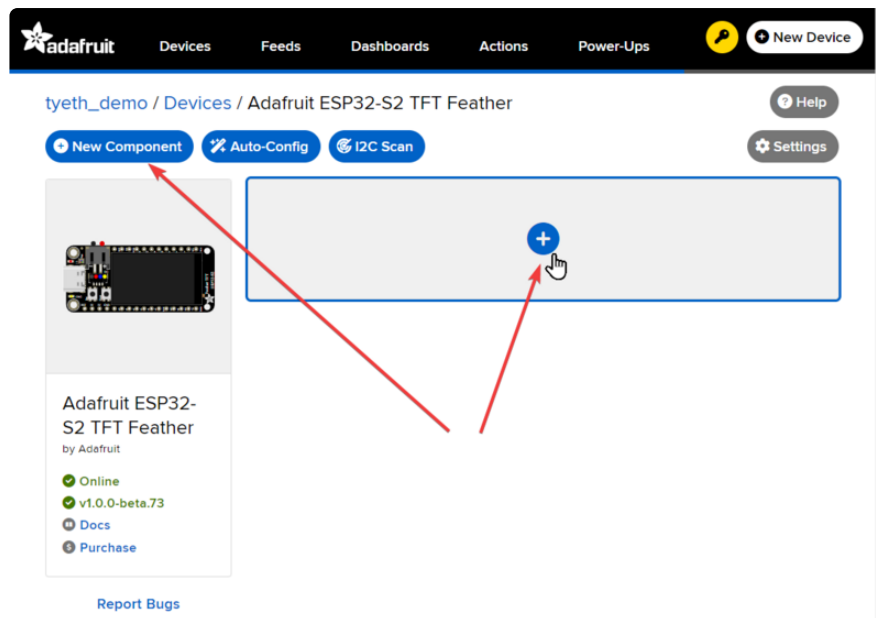 adafruit Devices Feeds Dashboards Actions Power-Ups New Device
tyeth_demo / Devices / Adafruit ESP32-S2 TFT Feather Help
New Component Auto-Config I2C Scan Settings
Adafruit ESP32-
S2 TFT Feather
by Adafruit
Online
v1.0.0-beta.73
Docs
Purchase
Report Bugs